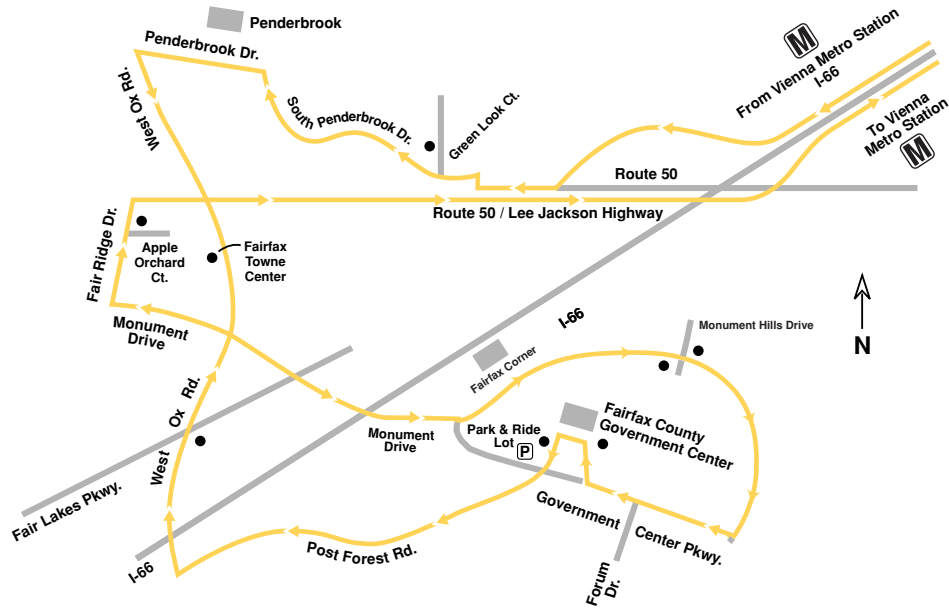 Penderbrook
Penderbrook Dr.
M
From Vienna Metro Station
I-66
To Vienna
Metro Station
M
West Ox Rd.
South Penderbrook Dr.
Green Look Ct.
Route 50
Route 50 / Lee Jackson Highway
Fair Ridge Dr.
Apple
Orchard
Ct.
Fairfax
Towne
Center
Monument
Drive
I-66
Monument Hills Drive
N
Fairfax Corner
West Ox Rd.
Monument
Drive
Park & Ride
Lot
P
Fairfax County
Government Center
Fair Lakes Pkwy.
Government Center Pkwy.
Post Forest Rd.
Forum
Dr.
I-66